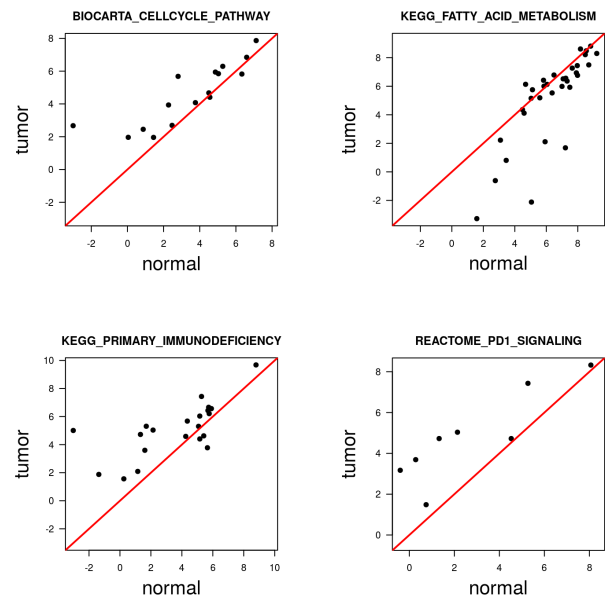 BIOCARTA_CELLCYCLE_PATHWAY
8
6
4
2
0
-2
tumor
-2 0 2 4 6 8
normal
KEGG_FATTY_ACID_METABOLISM
8
6
4
2
0
-2
tumor
-2 0 2 4 6 8
normal
KEGG_PRIMARY_IMMUNODEFICIENCY
10
8
6
4
2
0
-2
tumor
-2 0 2 4 6 8 10
normal
REACTOME_PD1_SIGNALING
8
6
4
2
0
tumor
0 2 4 6 8
normal